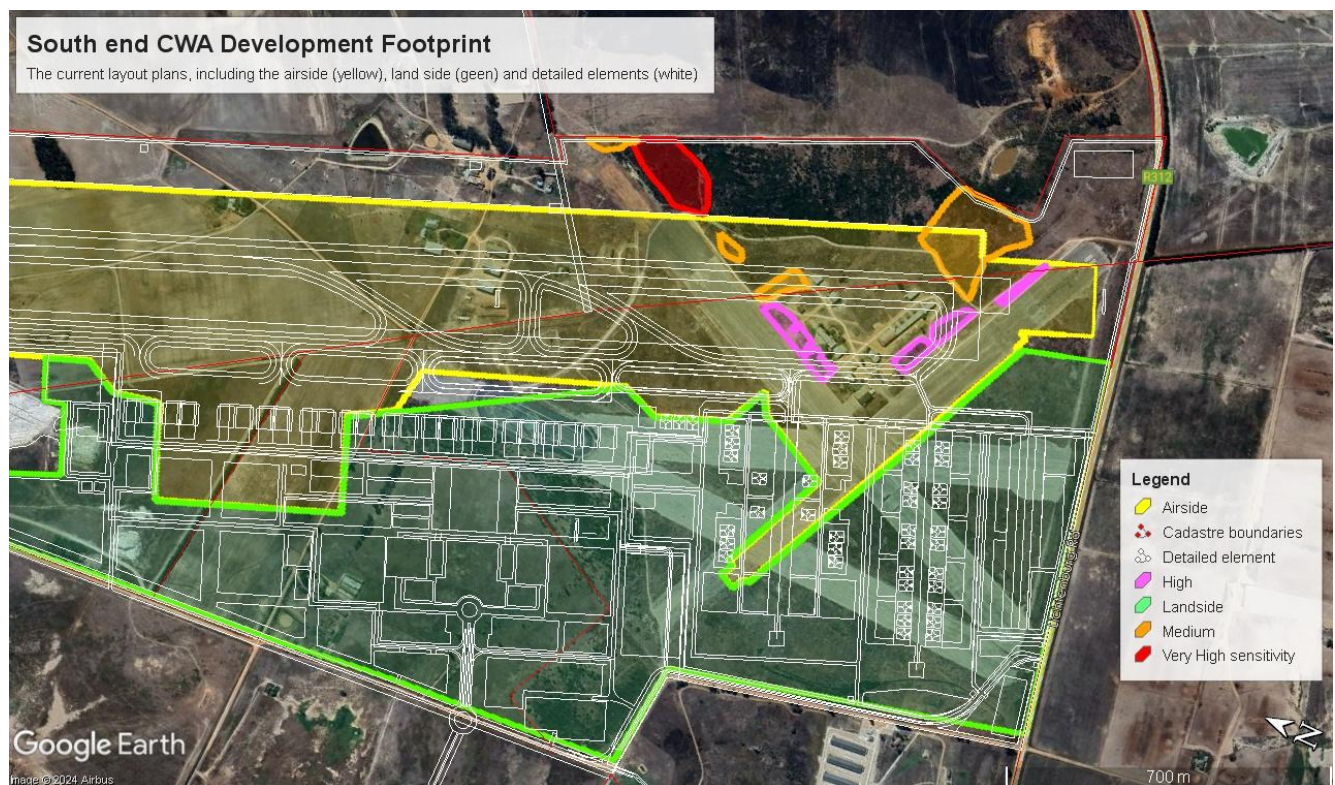 South end CWA Development Footprint
The current layout plans, including the airside (yellow), land side (geen) and detailed elements (white)
R312
Legend
Airside
Cadastre boundaries
Detailed element
High
Landside
Medium
Very High sensitivity
Google Earth
Image © 2024 Airbus
N
700 m